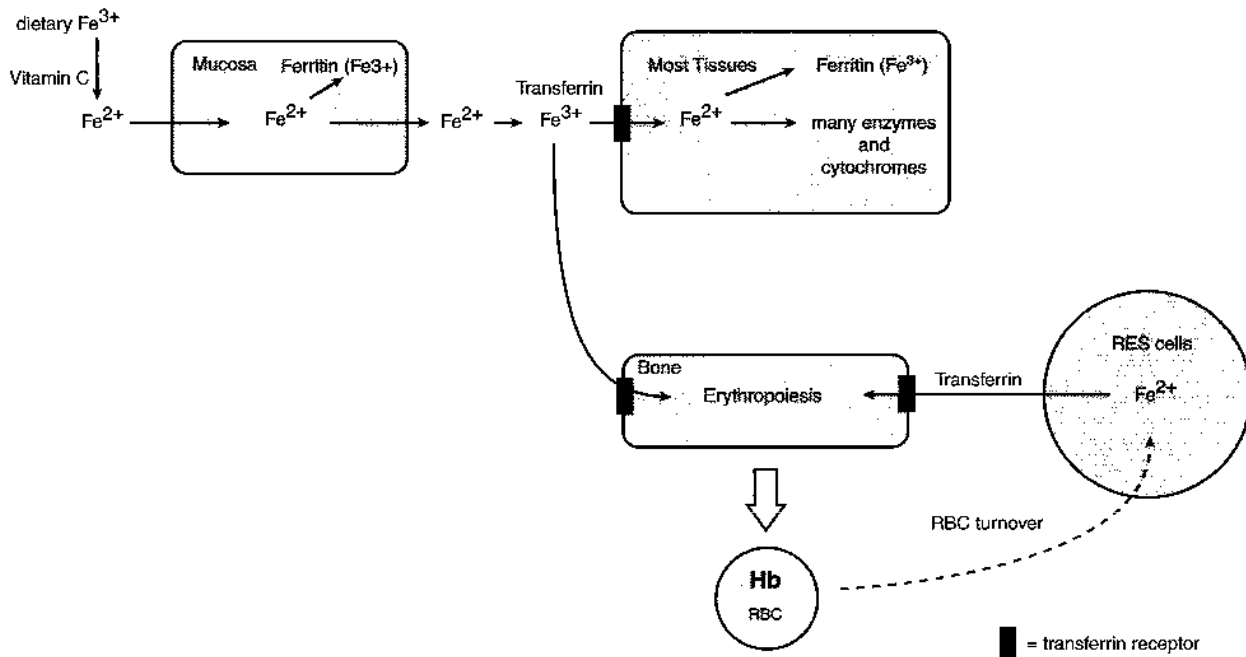 dietary Fe³⁺
Vitamin C
Fe²⁺
Mucosa
Ferritin (Fe3+)
Fe²⁺
Fe²⁺
Transferrin
Fe³⁺
Most Tissues
Ferritin (Fe³⁺)
Fe²⁺
many enzymes
and
cytochromes
Bone
Erythropoiesis
Transferrin
RES cells
Fe²⁺
RBC turnover
Hb
RBC
= transferrin receptor